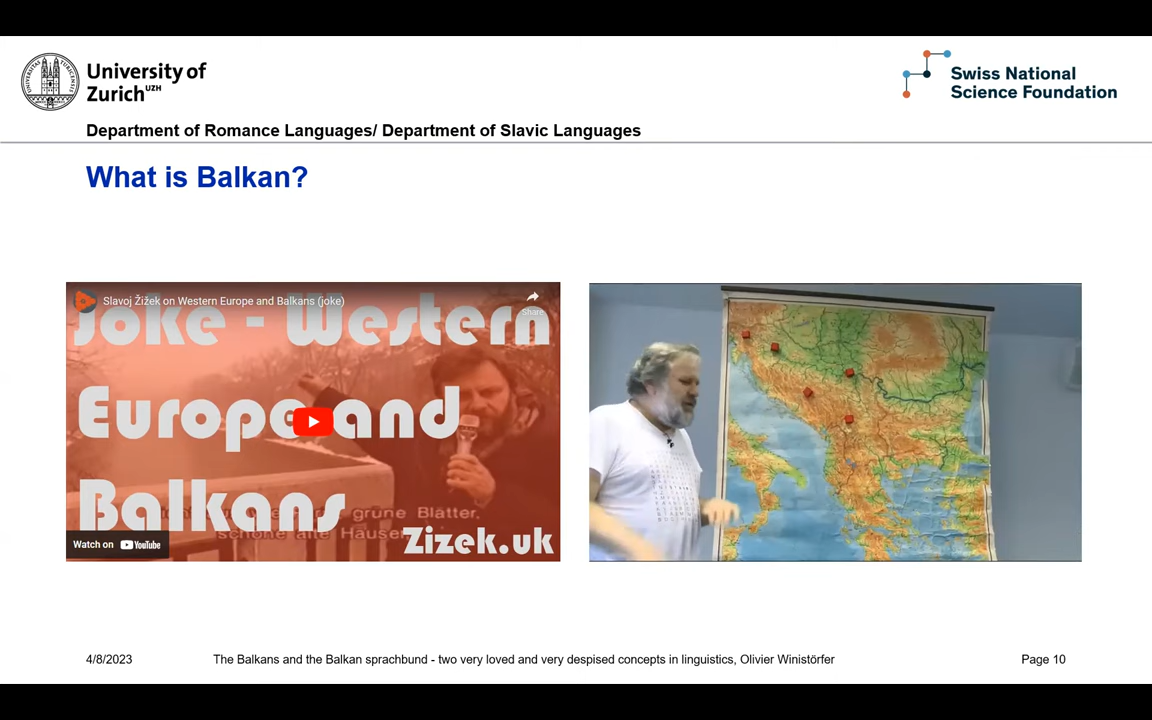 University of
Zurich UZH
Swiss National
Science Foundation
Department of Romance Languages/ Department of Slavic Languages
What is Balkan?
Slavoj Žižek on Western Europe and Balkans (joke)
Share
Joke - Western
Europe and
Balkans
grüne Blätter,
schöne alte Häuser
Zizek.uk
Watch on YouTube
4/8/2023
The Balkans and the Balkan sprachbund - two very loved and very despised concepts in linguistics, Olivier Winistörfer
Page 10